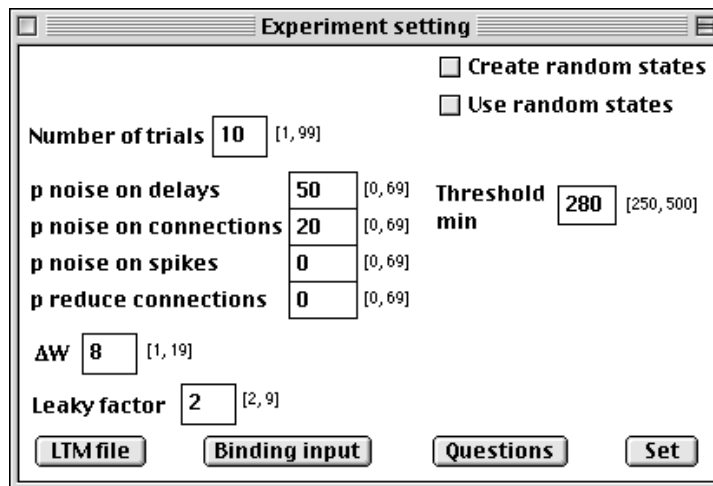 Experiment setting
Create random states
Use random states
Number of trials 10 [1, 99]
p noise on delays 50 [0, 69]
p noise on connections 20 [0, 69]
p noise on spikes 0 [0, 69]
p reduce connections 0 [0, 69]
Threshold
min 280 [250, 500]
ΔW 8 [1, 19]
Leaky factor 2 [2, 9]
LTM file Binding input Questions Set